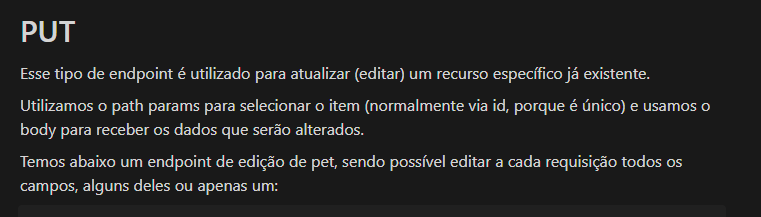 PUT
Esse tipo de endpoint é utilizado para atualizar (editar) um recurso específico já existente.
Utilizamos o path params para selecionar o item (normalmente via id, porque é único) e usamos o
body para receber os dados que serão alterados.
Temos abaixo um endpoint de edição de pet, sendo possível editar a cada requisição todos os
campos, alguns deles ou apenas um: